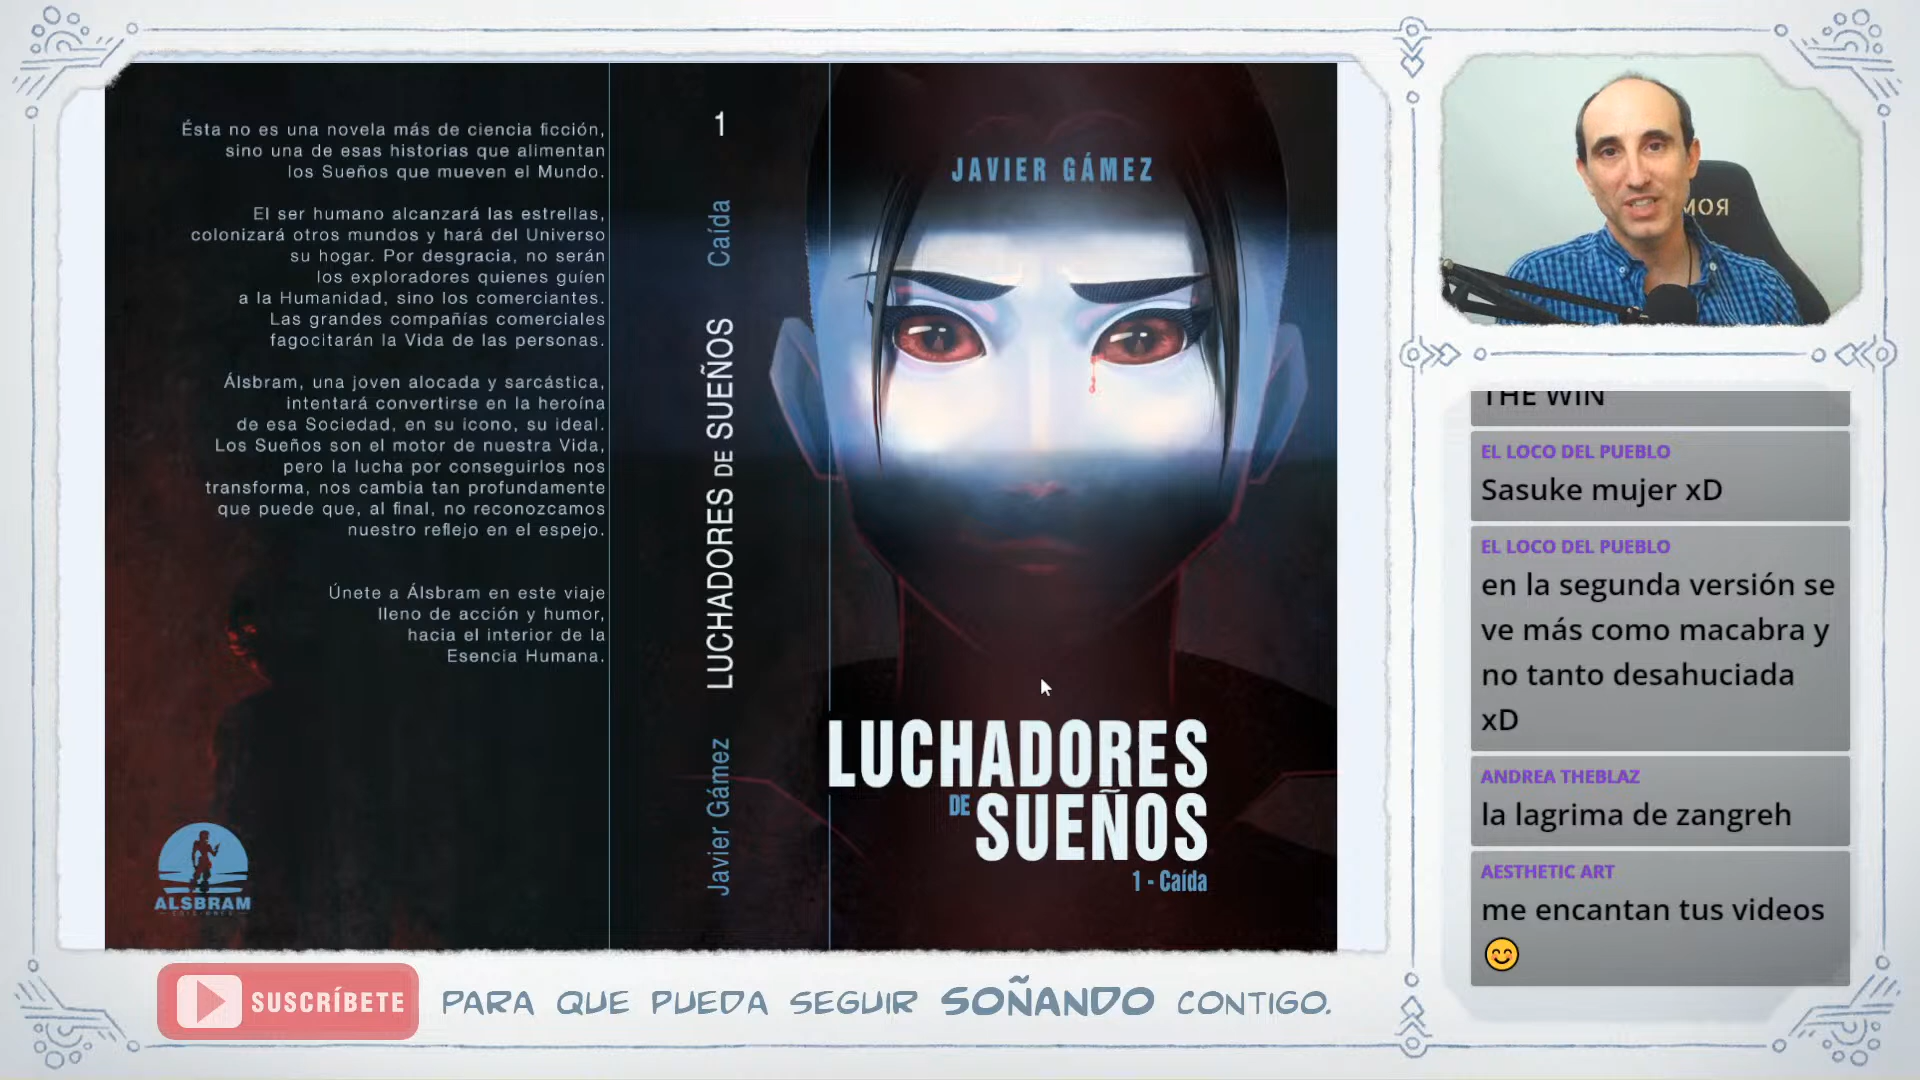 Ésta no es una novela más de ciencia ficción,
sino una de esas historias que alimentan
los Sueños que mueven el Mundo.
El ser humano alcanzará las estrellas,
colonizará otros mundos y hará del Universo
su hogar. Por desgracia, no serán
los exploradores quienes guíen
a la Humanidad, sino los comerciantes.
Las grandes compañías comerciales
fagocitarán la Vida de las personas.
Álsbram, una joven alocada y sarcástica,
intentará convertirse en la heroína
de esa Sociedad, en su icono, su ideal.
Los Sueños son el motor de nuestra Vida,
pero la lucha por conseguirlos nos
transforma, nos cambia tan profundamente
que puede que, al final, no reconozcamos
nuestro reflejo en el espejo.
Únete a Álsbram en este viaje
lleno de acción y humor,
hacia el interior de la
Esencia Humana.
ALSBRAM
EDICIONES
1
Caída
LUCHADORES DE SUEÑOS
Javier Gámez
JAVIER GÁMEZ
LUCHADORES
DE SUEÑOS
1 - Caída
THE WIN
EL LOCO DEL PUEBLO
Sasuke mujer xD
EL LOCO DEL PUEBLO
en la segunda versión se
ve más como macabra y
no tanto desahuciada
xD
ANDREA THEBLAZ
la lagrima de zangreh
AESTHETIC ART
me encantan tus videos
😊
SUSCRÍBETE
PARA QUE PUEDA SEGUIR SOÑANDO CONTIGO.